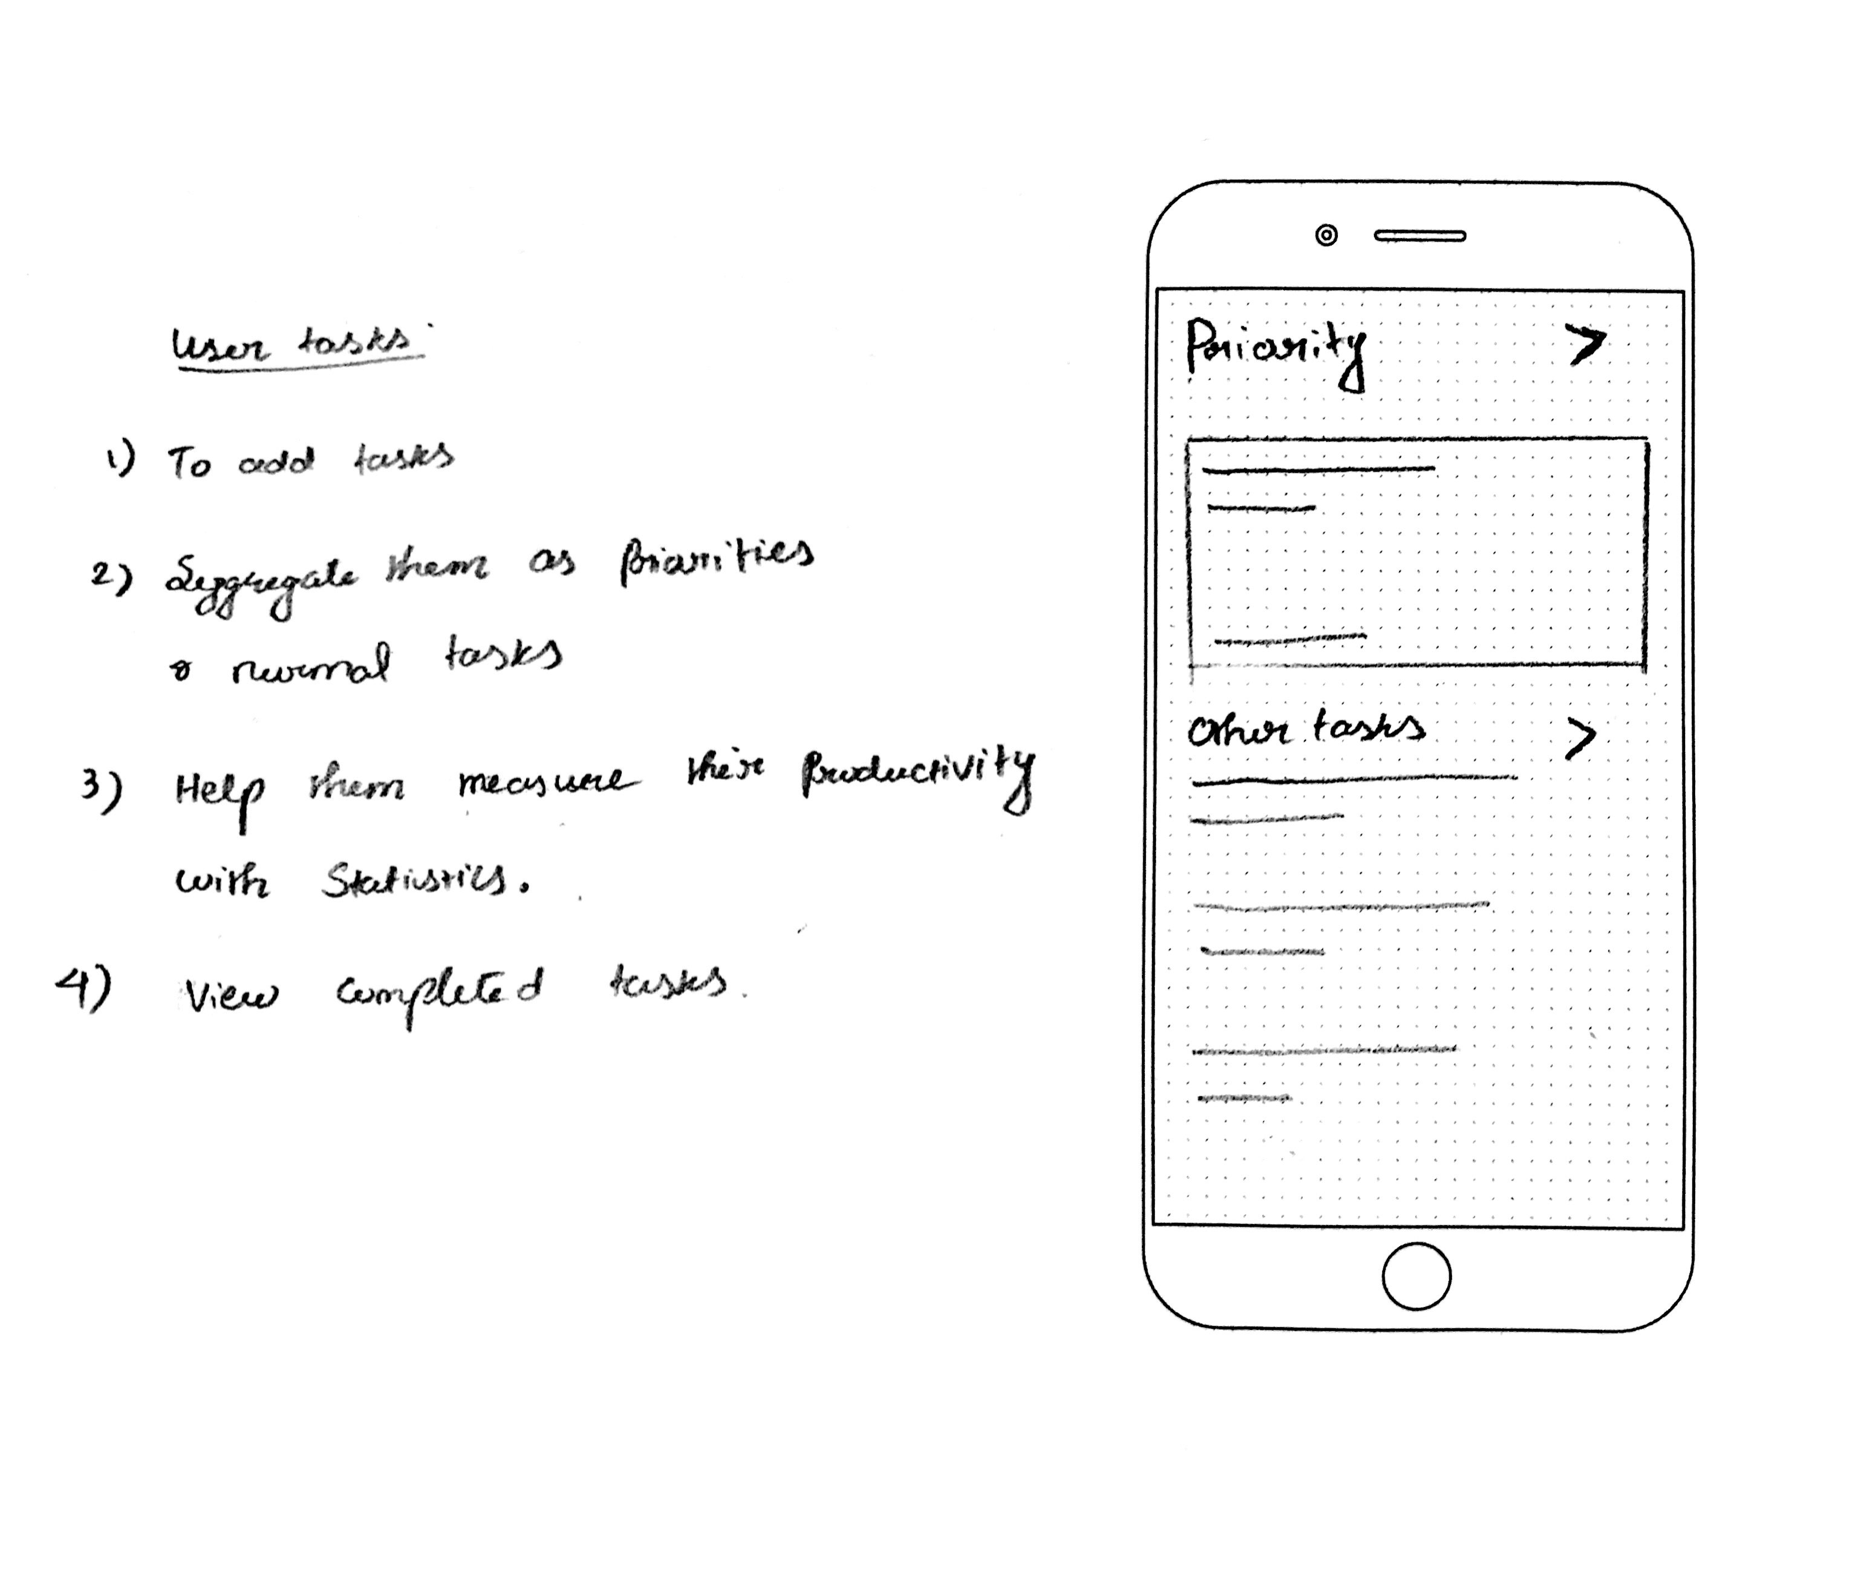 User tasks:
1) To add tasks
2) Seggregate them as Priorities
& normal tasks
3) Help them measure their Productivity
with Statistics.
4) View completed tasks.
Priority >
Other tasks >